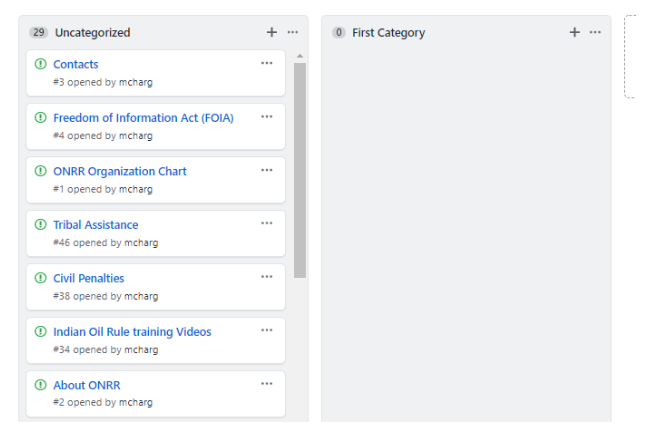 29 Uncategorized
Contacts
#3 opened by mcharg
Freedom of Information Act (FOIA)
#4 opened by mcharg
ONRR Organization Chart
#1 opened by mcharg
Tribal Assistance
#46 opened by mcharg
Civil Penalties
#38 opened by mcharg
Indian Oil Rule training Videos
#34 opened by mcharg
About ONRR
#2 opened by mcharg
0 First Category